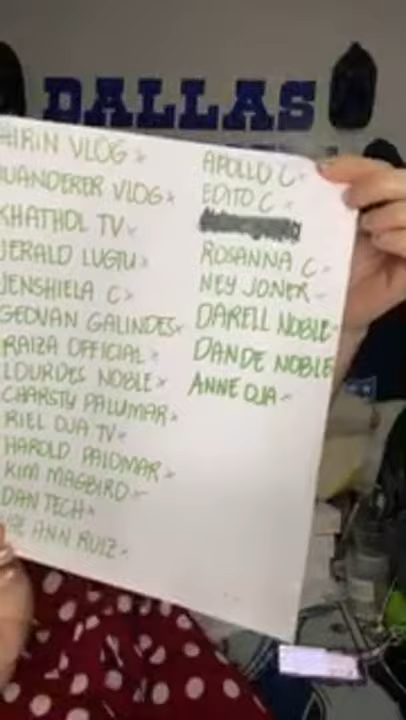 DALLAS
HIRIN VLOG
WANDERER VLOG
KHATHOL TV
JERALD LUGTU
JENSHIELA C
GEOVAN GALINDES
RAIZA OFFICIAL
LOURDES NOBLE
CHARSTY PALUMAR
RIEL OJA TV
HAROLD PALOMAR
KIM MAGBIRO
DAN TECH
ANN RUIZ
APOLLO C
EDITO C
ROSANNA C
NEY JONER
DARELL NOBLE
DANDE NOBLE
ANNE OJA